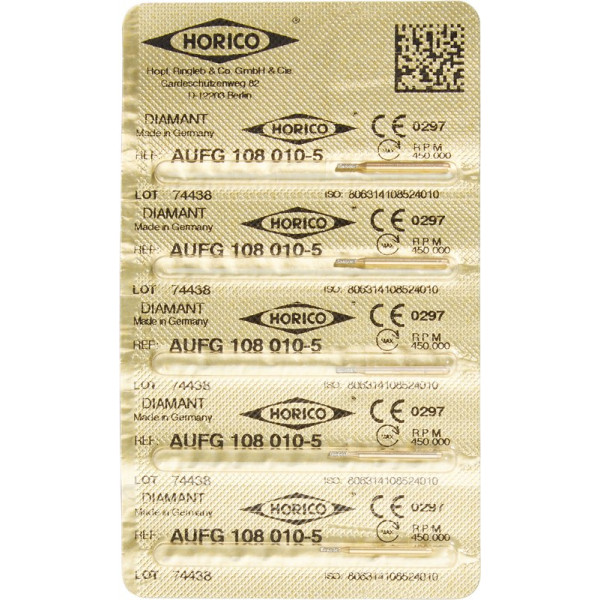 HORICO ®
Hopf, Ringleb & Co. GmbH & Cie.
Gardeschützenweg 82
D-12203 Berlin
DIAMANT HORICO CE 0297
Made in Germany R P M
REF: AUFG 108 010-5 MAX. 450.000
LOT 74438 ISO: 806314108524010
DIAMANT HORICO CE 0297
Made in Germany R P M
REF: AUFG 108 010-5 MAX. 450.000
LOT 74438 ISO: 806314108524010
DIAMANT HORICO CE 0297
Made in Germany R P M
REF: AUFG 108 010-5 MAX. 450.000
LOT 74438 ISO: 806314108524010
DIAMANT HORICO CE 0297
Made in Germany R P M
REF: AUFG 108 010-5 MAX. 450.000
LOT 74438 ISO: 806314108524010
DIAMANT HORICO CE 0297
Made in Germany R P M
REF: AUFG 108 010-5 MAX. 450.000
LOT 74438 ISO: 806314108524010